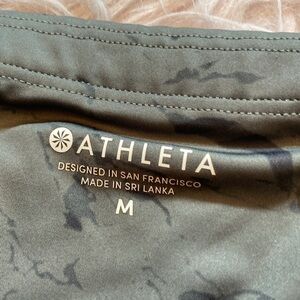 ATHLETA
DESIGNED IN SAN FRANCISCO
MADE IN SRI LANKA
M